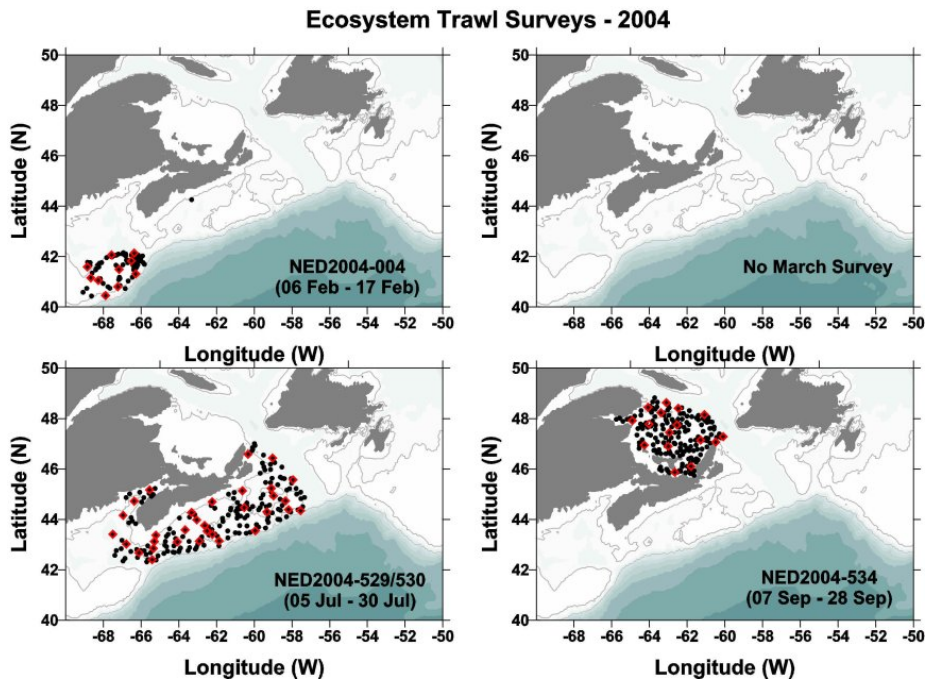 Ecosystem Trawl Surveys - 2004
50
48
46
44
42
40
Latitude (N)
NED2004-004
(06 Feb - 17 Feb)
-68 -66 -64 -62 -60 -58 -56 -54 -52 -50
Longitude (W)
50
48
46
44
42
40
Latitude (N)
No March Survey
-68 -66 -64 -62 -60 -58 -56 -54 -52 -50
Longitude (W)
50
48
46
44
42
40
Latitude (N)
NED2004-529/530
(05 Jul - 30 Jul)
-68 -66 -64 -62 -60 -58 -56 -54 -52 -50
Longitude (W)
50
48
46
44
42
40
Latitude (N)
NED2004-534
(07 Sep - 28 Sep)
-68 -66 -64 -62 -60 -58 -56 -54 -52 -50
Longitude (W)